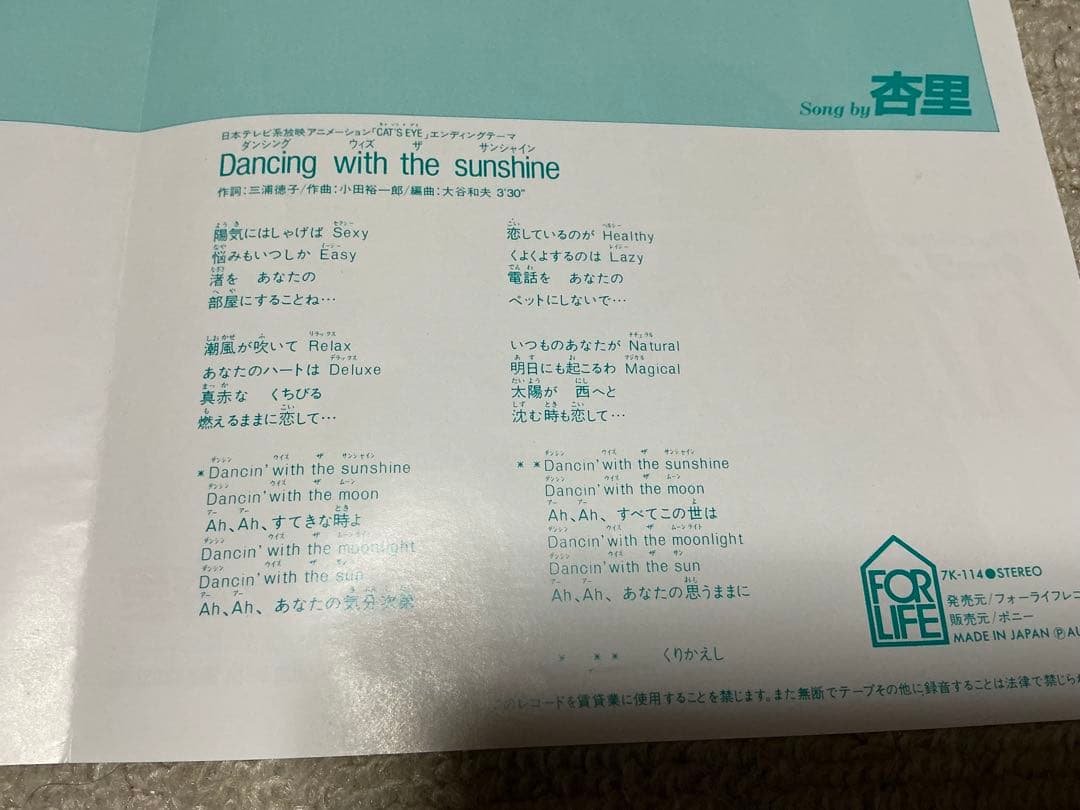 Song by 杏里
日本テレビ系放映アニメーション「CAT'S EYE」エンディングテーマ
ダンシング ウィズ ザ サンシャイン
Dancing with the sunshine
作詞:三浦徳子/作曲:小田裕一郎/編曲:大谷和夫 3'30"
陽気にはしゃげば Sexy
悩みもいつしか Easy
渚を あなたの
部屋にすることね…
潮風が吹いて Relax
あなたのハートは Deluxe
真赤な くちびる
燃えるままに恋して…
*Dancin' with the sunshine
Dancin' with the moon
Ah、Ah、すてきな時よ
Dancin' with the moonlight
Dancin' with the sun
Ah、Ah、あなたの気分次第
恋しているのが Healthy
くよくよするのは Lazy
電話を あなたの
ペットにしないで…
いつものあなたが Natural
明日にも起こるわ Magical
太陽が 西へと
沈む時も恋して…
**Dancin' with the sunshine
Dancin' with the moon
Ah、Ah、すべてこの世は
Dancin' with the moonlight
Dancin' with the sun
Ah、Ah、あなたの思うままに
* ** くりかえし
FOR
LIFE
7K-114●STEREO
発売元/フォーライフレコ
販売元/ポニー
MADE IN JAPAN ⓅAU
このレコードを賃貸業に使用することを禁じます。また無断でテープその他に録音することは法律で禁じられ